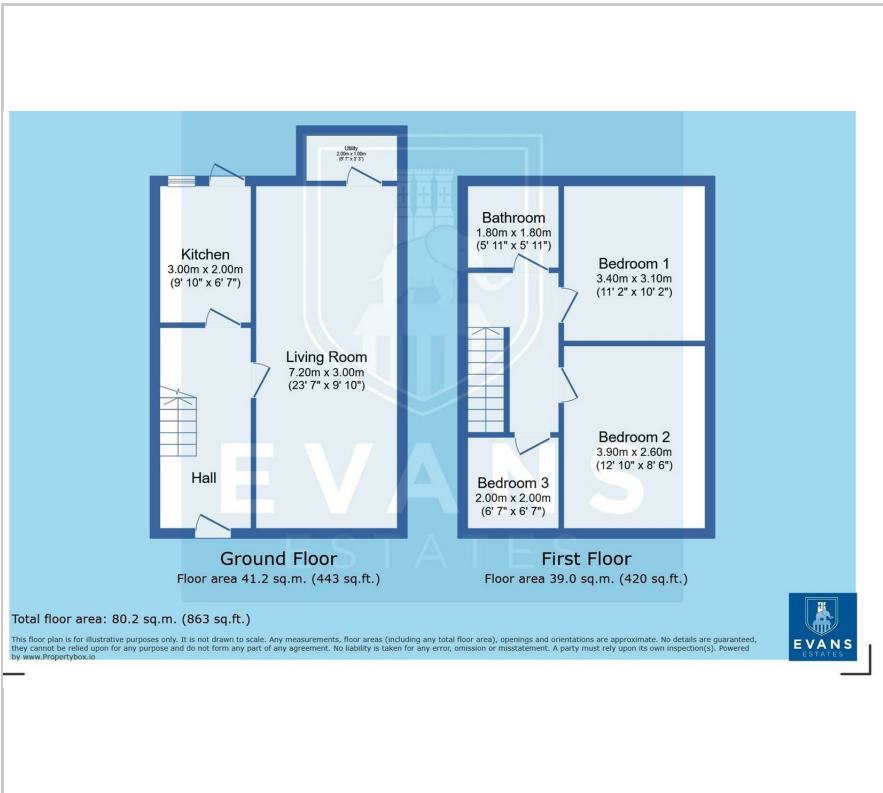 Utility
2.00m x 1.00m
(6' 7" x 3' 3")
Kitchen
3.00m x 2.00m
(9' 10" x 6' 7")
Living Room
7.20m x 3.00m
(23' 7" x 9' 10")
Hall
Bathroom
1.80m x 1.80m
(5' 11" x 5' 11")
Bedroom 1
3.40m x 3.10m
(11' 2" x 10' 2")
Bedroom 2
3.90m x 2.60m
(12' 10" x 8' 6")
Bedroom 3
2.00m x 2.00m
(6' 7" x 6' 7")
EVANS
ESTATES
Ground Floor
Floor area 41.2 sq.m. (443 sq.ft.)
First Floor
Floor area 39.0 sq.m. (420 sq.ft.)
Total floor area: 80.2 sq.m. (863 sq.ft.)
This floor plan is for illustrative purposes only. It is not drawn to scale. Any measurements, floor areas (including any total floor area), openings and orientations are approximate. No details are guaranteed,
they cannot be relied upon for any purpose and do not form any part of any agreement. No liability is taken for any error, omission or misstatement. A party must rely upon its own inspection(s). Powered
by www.Propertybox.io
EVANS
ESTATES